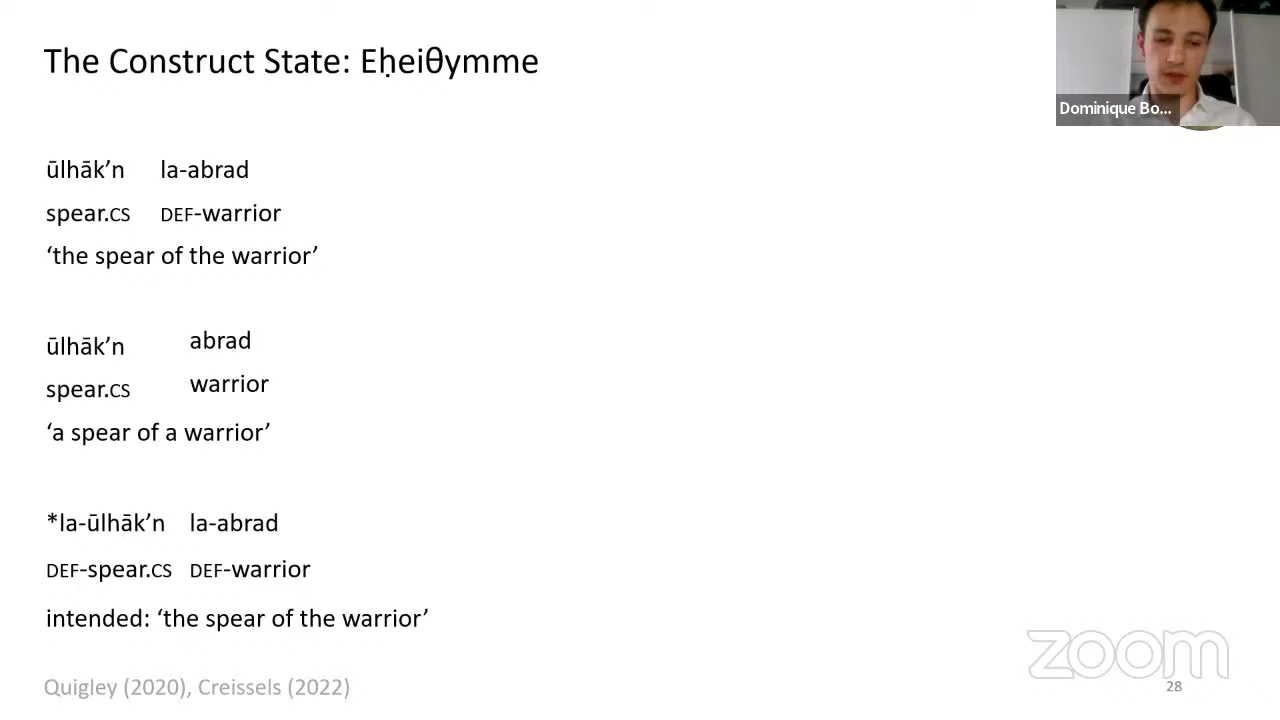 The Construct State: Eḥeiθymme
Dominique Bo...
ūlhāk’n la-abrad
spear.CS DEF-warrior
‘the spear of the warrior’
ūlhāk’n abrad
spear.CS warrior
‘a spear of a warrior’
*la-ūlhāk’n la-abrad
DEF-spear.CS DEF-warrior
intended: ‘the spear of the warrior’
Quigley (2020), Creissels (2022)
zoom
28